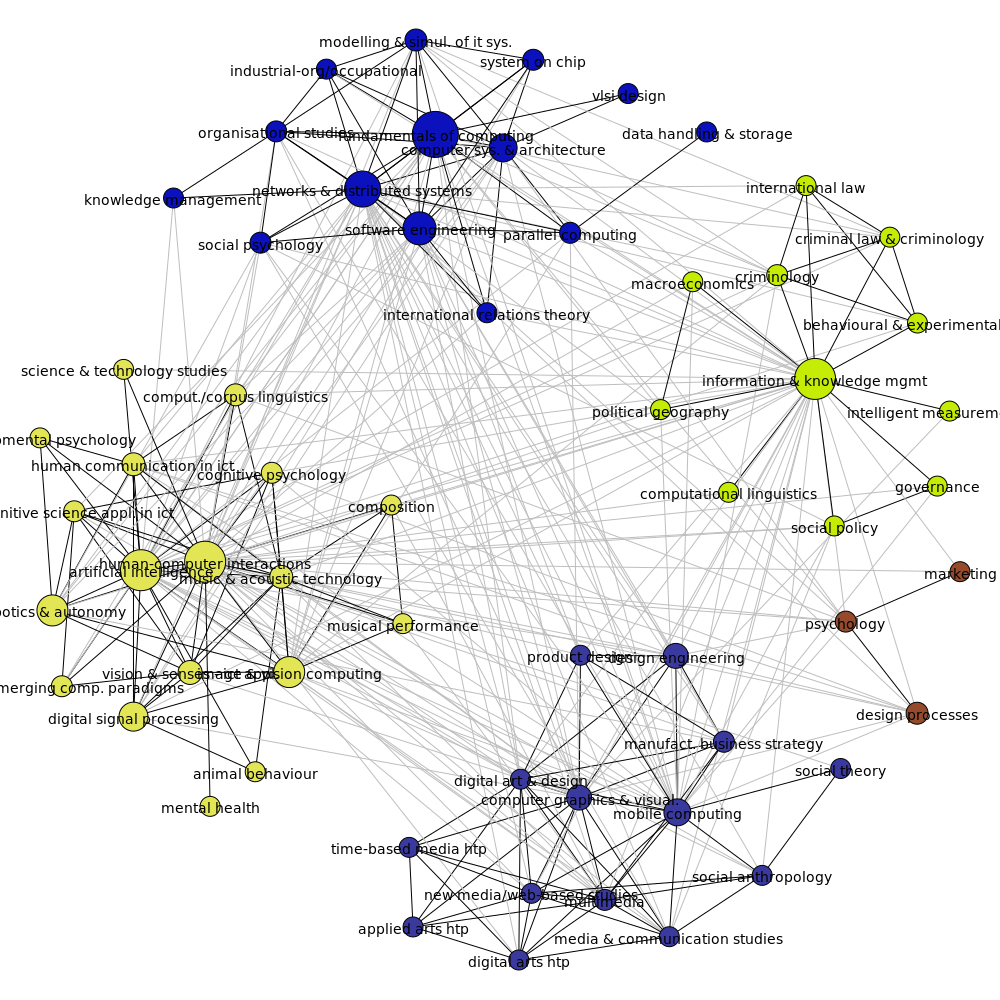 modelling & simul. of it sys.
system on chip
industrial-org/occupational
vlsi design
organisational studies
fundamentals of computing
data handling & storage
computer sys. & architecture
international law
networks & distributed systems
knowledge management
software engineering
parallel computing
criminal law & criminology
social psychology
criminology
macroeconomics
international relations theory
behavioural & experimental
science & technology studies
information & knowledge mgmt
comput./corpus linguistics
political geography
intelligent measurem
omental psychology
human communication in ict
cognitive psychology
governance
computational linguistics
composition
nitive science appl. in ict
social policy
human-computer interactions
artificial intelligence
music & acoustic technology
marketing
botics & autonomy
musical performance
psychology
product design
design engineering
vision & senses - ict appl.
image & vision computing
merging comp. paradigms
digital signal processing
design processes
manufact. business strategy
animal behaviour
social theory
digital art & design
computer graphics & visual.
mental health
mobile computing
time-based media htp
social anthropology
new media/web-based studies
multimedia
applied arts htp
media & communication studies
digital arts htp